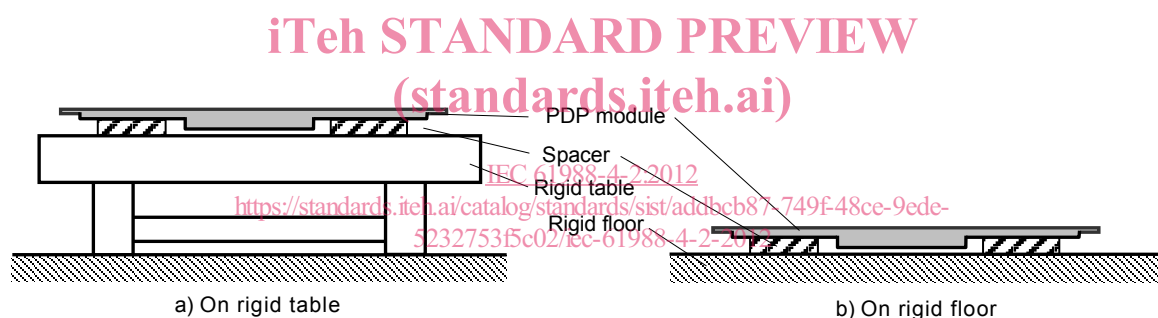 iTeh STANDARD PREVIEW
(standards.iteh.ai)
PDP module
Spacer
IEC 61988-4-2:2012
Rigid table
https://standards.iteh.ai/catalog/standards/sist/addbcb87-749f-48ce-9ede-
Rigid floor
5232753f5c02/iec-61988-4-2-2012
a) On rigid table
b) On rigid floor